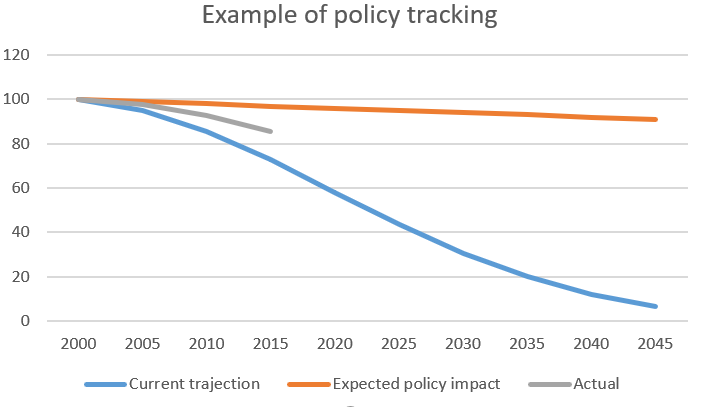 Example of policy tracking
120
100
80
60
40
20
0
2000 2005 2010 2015 2020 2025 2030 2035 2040 2045
Current trajection Expected policy impact Actual